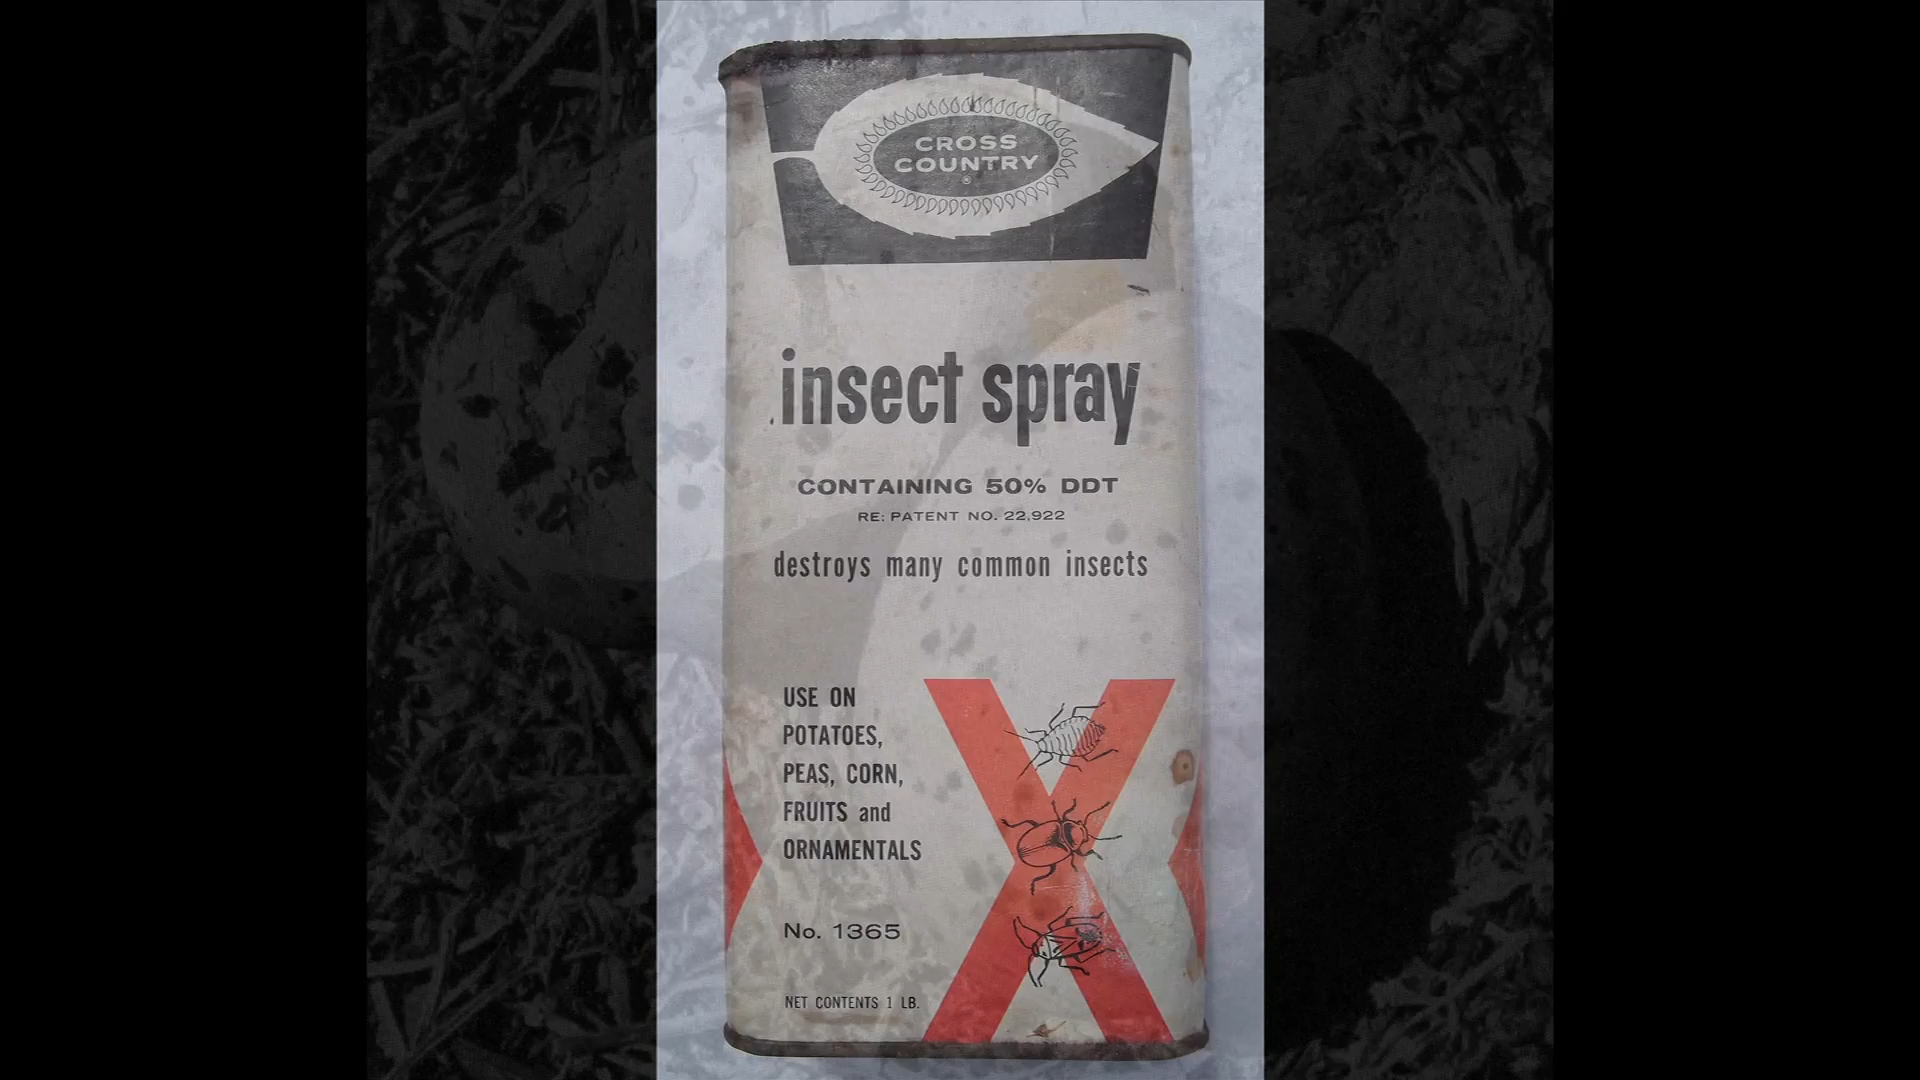 CROSS
COUNTRY
®
insect spray
CONTAINING 50% DDT
RE: PATENT NO. 22,922
destroys many common insects
USE ON
POTATOES,
PEAS, CORN,
FRUITS and
ORNAMENTALS
No. 1365
NET CONTENTS 1 LB.